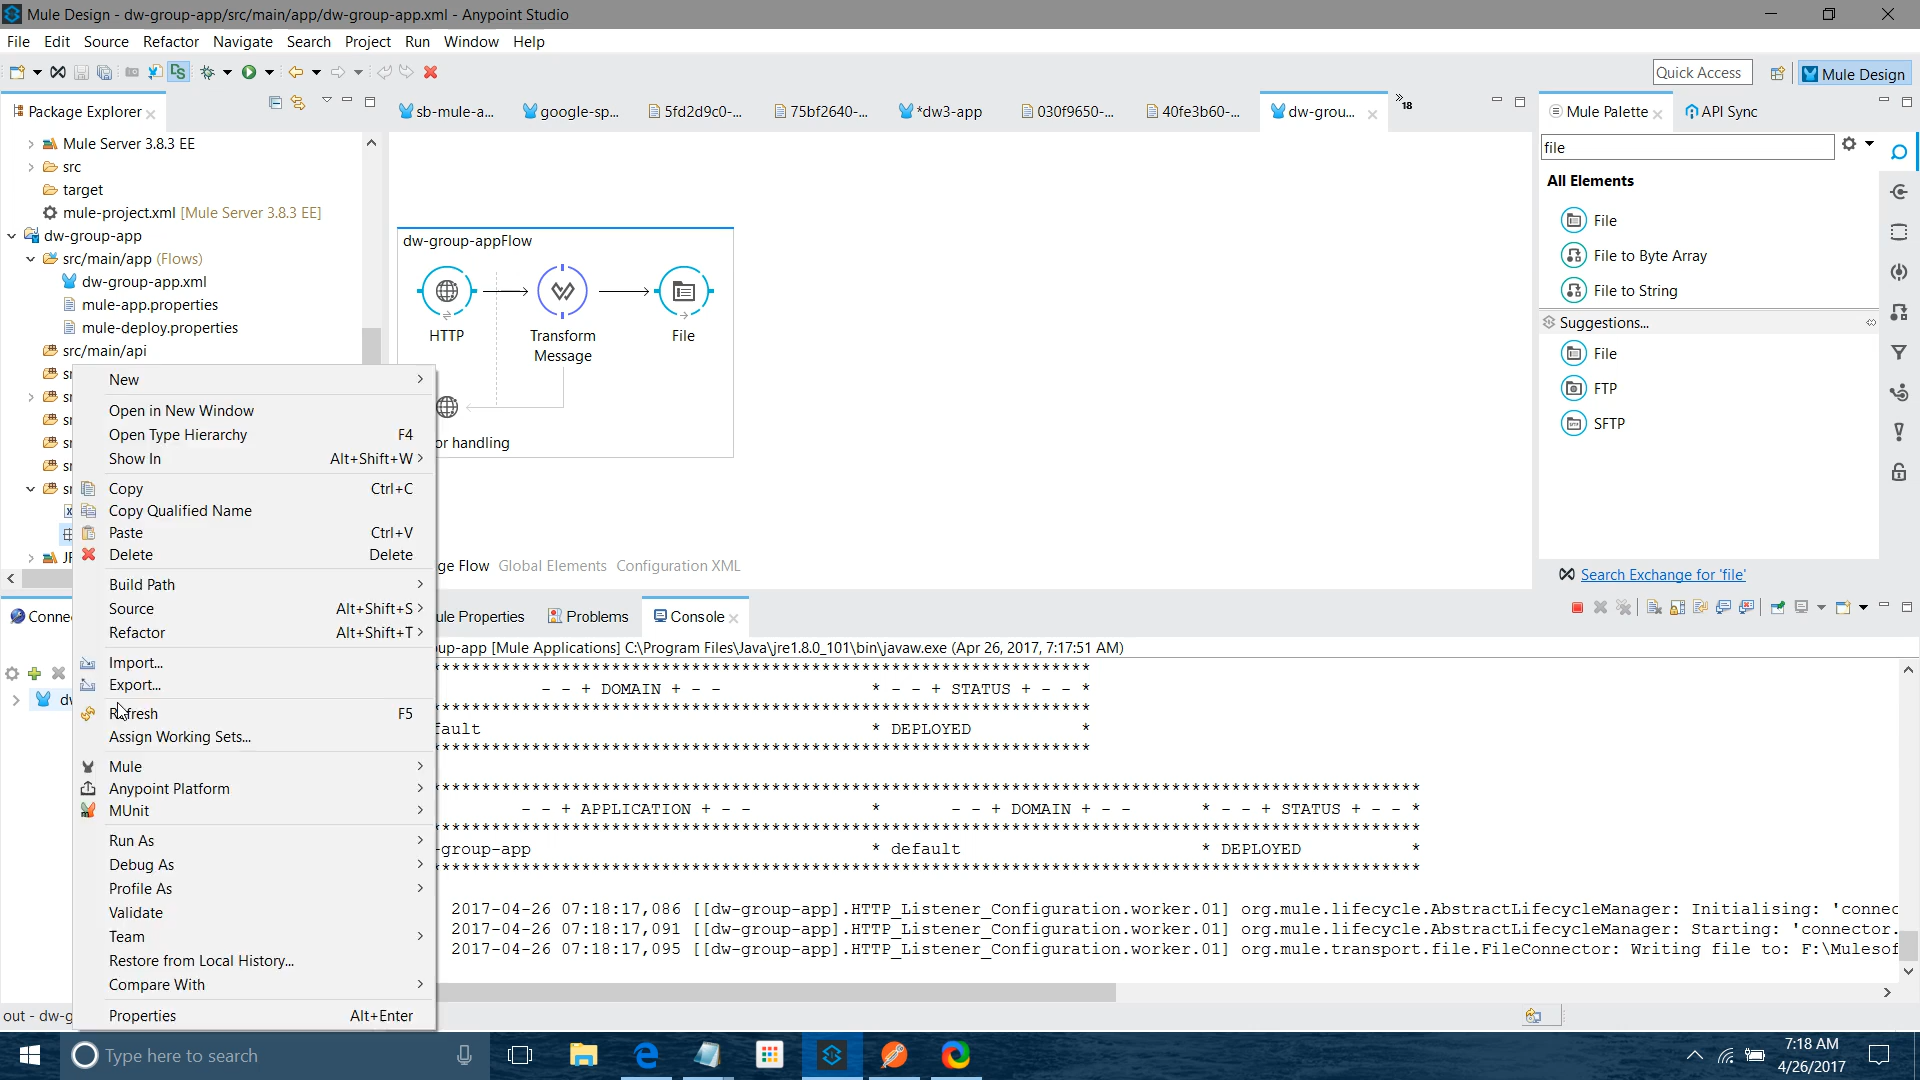 Mule Design - dw-group-app/src/main/app/dw-group-app.xml - Anypoint Studio
File Edit Source Refactor Navigate Search Project Run Window Help
Quick Access
Mule Design
Package Explorer
Mule Server 3.8.3 EE
src
target
mule-project.xml [Mule Server 3.8.3 EE]
dw-group-app
src/main/app (Flows)
dw-group-app.xml
mule-app.properties
mule-deploy.properties
src/main/api
New
Open in New Window
Open Type Hierarchy F4
Show In Alt+Shift+W
Copy Ctrl+C
Copy Qualified Name
Paste Ctrl+V
Delete Delete
Build Path
Source Alt+Shift+S
Refactor Alt+Shift+T
Import...
Export...
Refresh F5
Assign Working Sets...
Mule
Anypoint Platform
MUnit
Run As
Debug As
Profile As
Validate
Team
Restore from Local History...
Compare With
Properties Alt+Enter
Conne
out - dw-g
sb-mule-a... google-sp... 5fd2d9c0-... 75bf2640-... *dw3-app 030f9650-... 40fe3b60-... dw-grou... 18
dw-group-appFlow
HTTP
Transform
Message
File
or handling
ge Flow Global Elements Configuration XML
Mule Palette API Sync
file
All Elements
File
File to Byte Array
File to String
Suggestions...
File
FTP
SFTP
Search Exchange for 'file'
ule Properties Problems Console
up-app [Mule Applications] C:\Program Files\Java\jre1.8.0_101\bin\javaw.exe (Apr 26, 2017, 7:17:51 AM)
- - + DOMAIN + - - * - - + STATUS + - - *
fault * DEPLOYED *
- - + APPLICATION + - - * - - + DOMAIN + - - * - - + STATUS + - - *
-group-app * default * DEPLOYED *
2017-04-26 07:18:17,086 [[dw-group-app].HTTP_Listener_Configuration.worker.01] org.mule.lifecycle.AbstractLifecycleManager: Initialising: 'connec
2017-04-26 07:18:17,091 [[dw-group-app].HTTP_Listener_Configuration.worker.01] org.mule.lifecycle.AbstractLifecycleManager: Starting: 'connector.
2017-04-26 07:18:17,095 [[dw-group-app].HTTP_Listener_Configuration.worker.01] org.mule.transport.file.FileConnector: Writing file to: F:\Mulesof
Type here to search
7:18 AM
4/26/2017